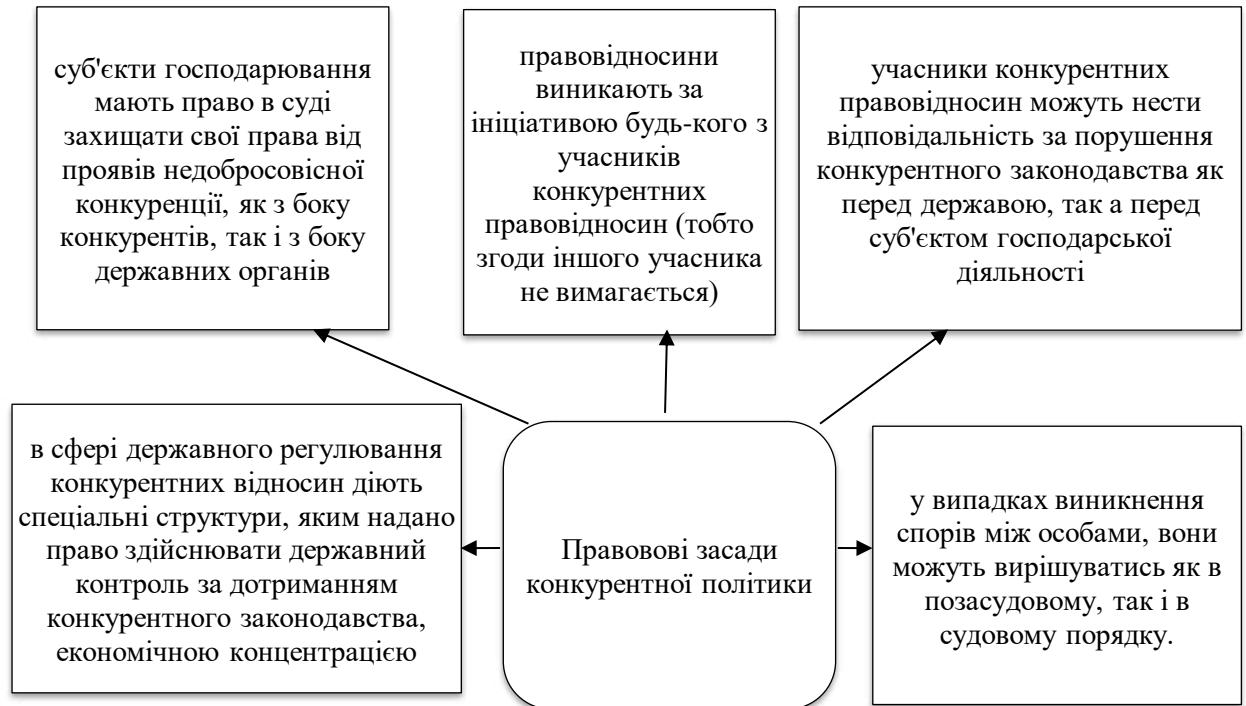 суб'єкти господарювання
мають право в суді
захищати свої права від
проявів недобросовісної
конкуренції, як з боку
конкурентів, так і з боку
державних органів
правовідносини
виникають за
ініціативою будь-кого з
учасників
конкурентних
правовідносин (тобто
згоди іншого учасника
не вимагається)
учасники конкурентних
правовідносин можуть нести
відповідальність за порушення
конкурентного законодавства як
перед державою, так а перед
суб'єктом господарської
діяльності
в сфері державного регулювання
конкурентних відносин діють
спеціальні структури, яким надано
право здійснювати державний
контроль за дотриманням
конкурентного законодавства,
економічною концентрацією
Правовові засади
конкурентної політики
у випадках виникнення
спорів між особами, вони
можуть вирішуватись як в
позасудовому, так і в
судовому порядку.